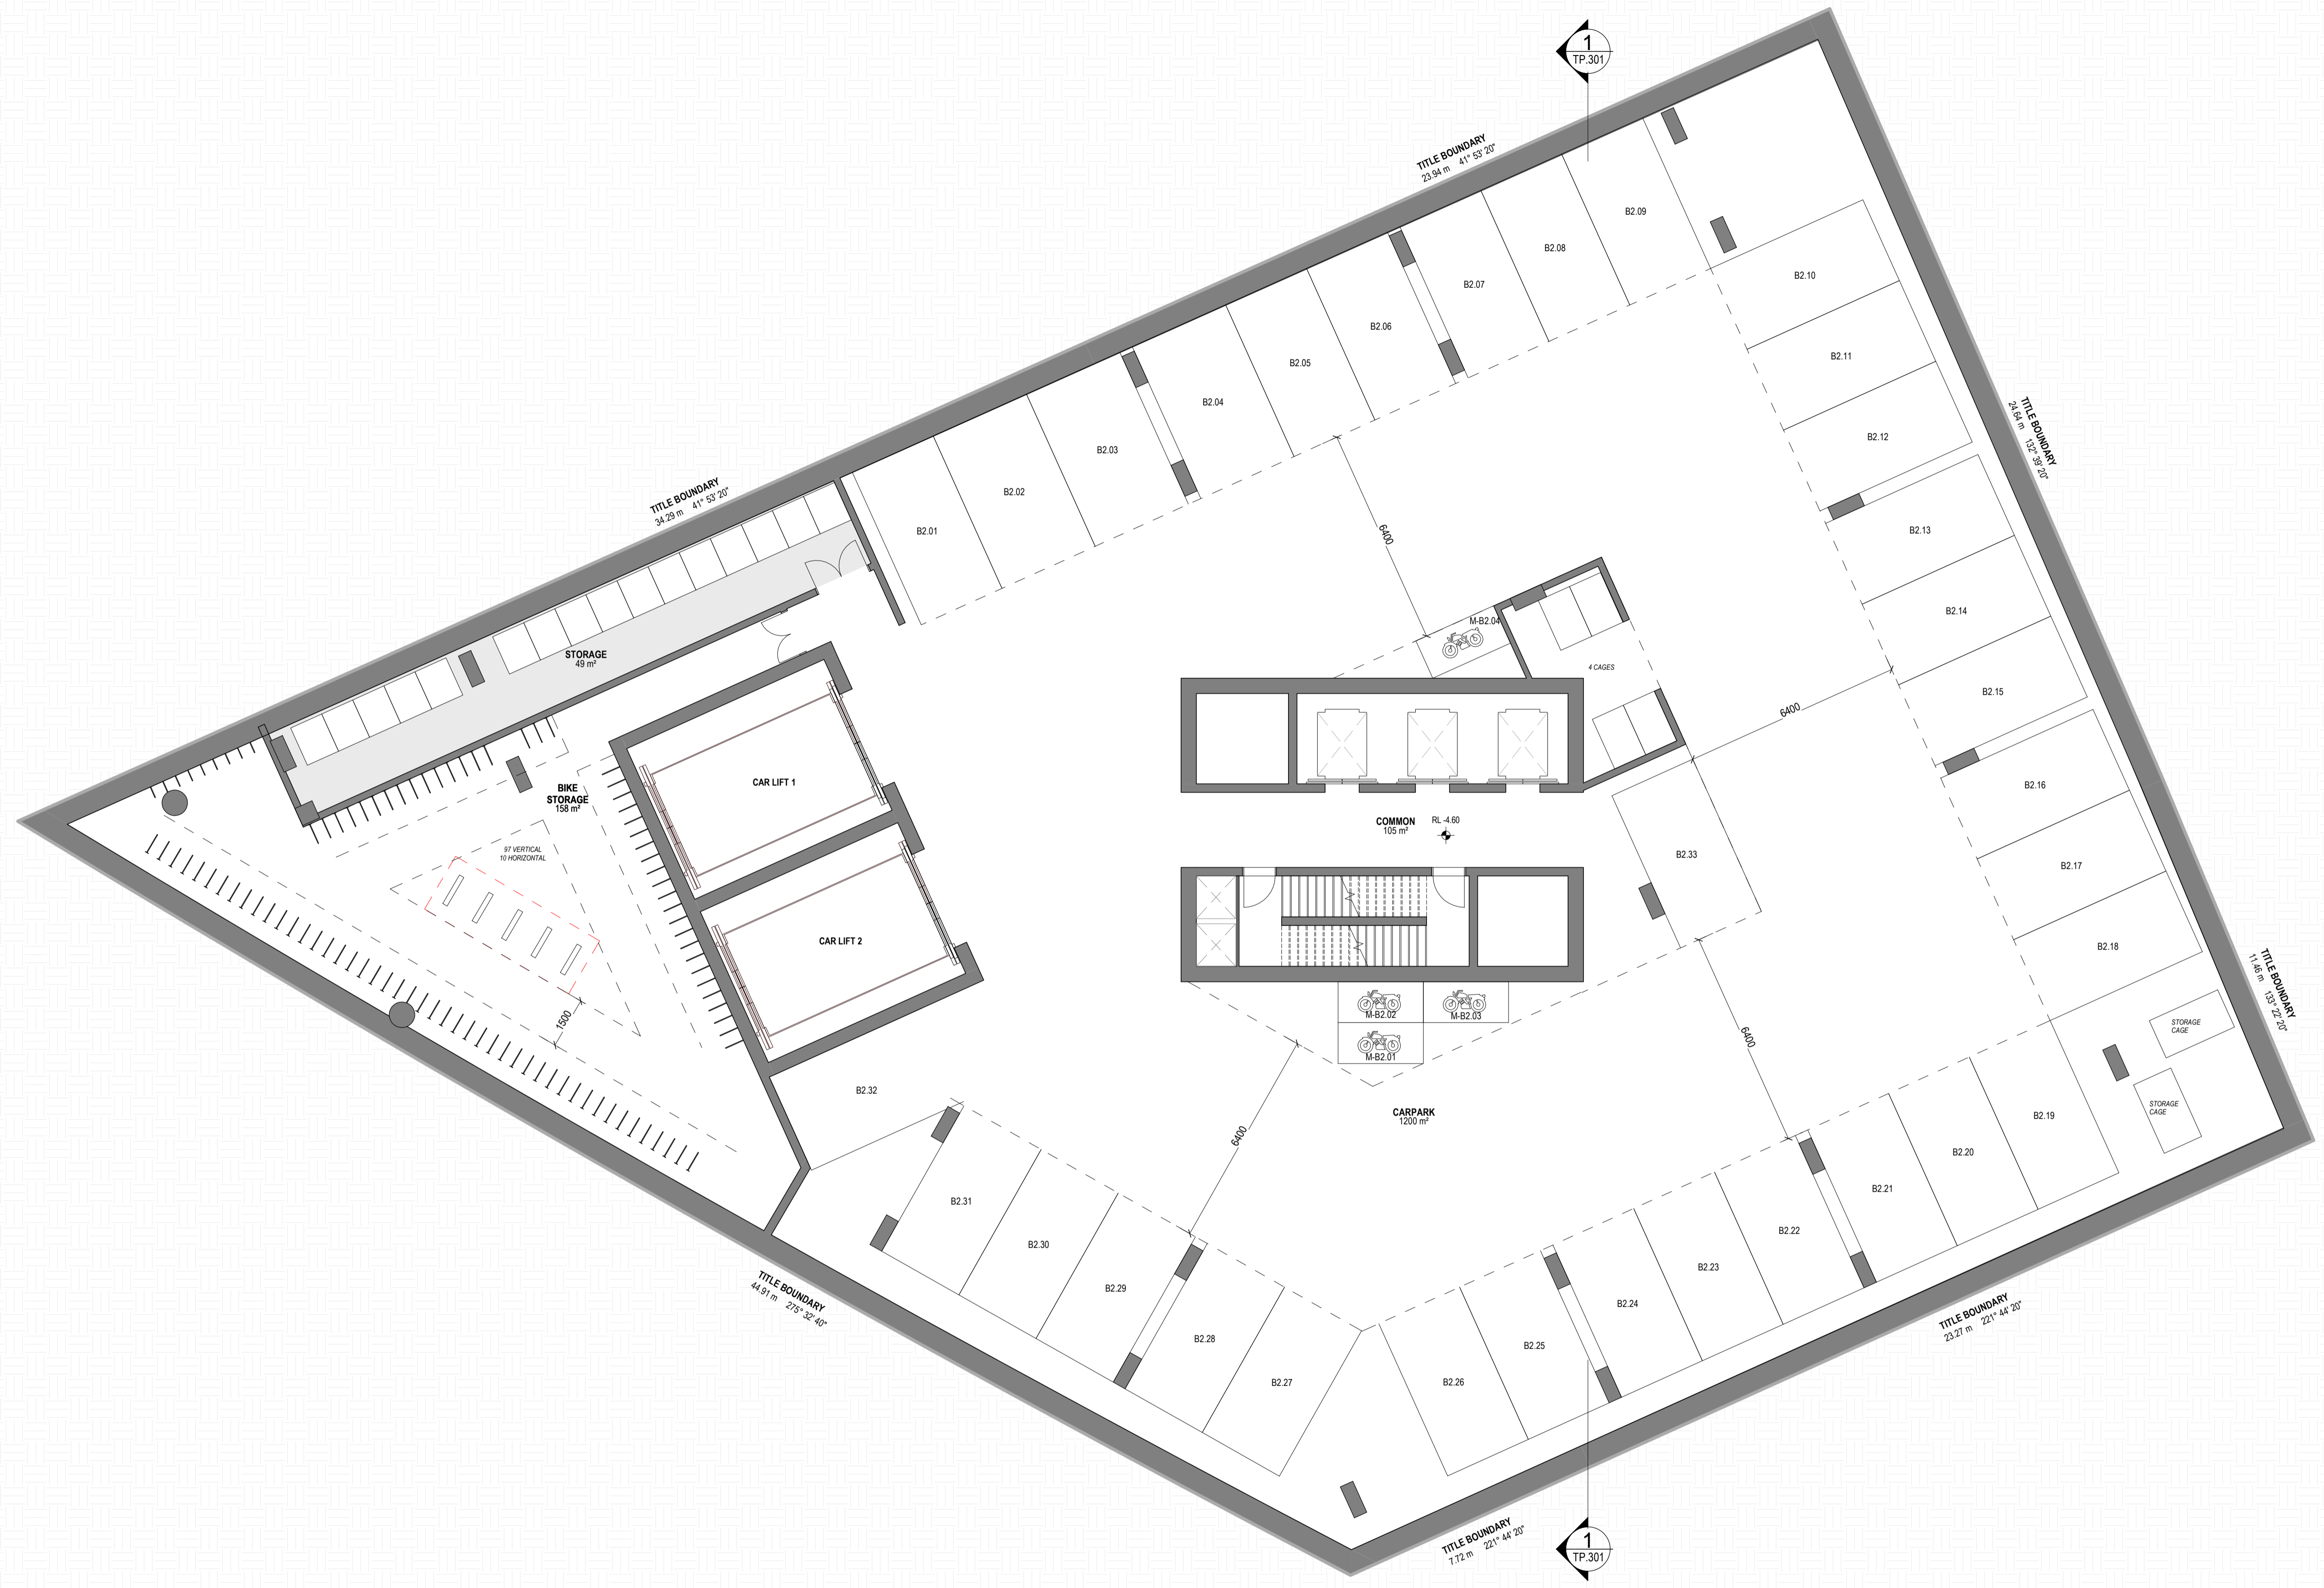 1
TP.301
TITLE BOUNDARY
23.94 m 41° 53' 20"
B2.09
B2.08
B2.07
B2.06
B2.05
B2.04
B2.03
B2.02
B2.01
B2.10
B2.11
B2.12
B2.13
B2.14
B2.15
B2.16
B2.17
B2.18
TITLE BOUNDARY
24.64 m 132° 39' 20"
TITLE BOUNDARY
34.29 m 41° 53' 20"
6400
M-B2.04
4 CAGES
6400
STORAGE
49 m²
BIKE
STORAGE
158 m²
97 VERTICAL
10 HORIZONTAL
1500
CAR LIFT 1
CAR LIFT 2
COMMON
105 m²
RL -4.60
B2.33
M-B2.02
M-B2.03
M-B2.01
6400
6400
CARPARK
1200 m²
TITLE BOUNDARY
11.46 m 133° 22' 20"
STORAGE
CAGE
STORAGE
CAGE
B2.19
B2.20
B2.21
B2.22
B2.23
B2.24
B2.25
B2.26
B2.27
B2.28
B2.29
B2.30
B2.31
B2.32
TITLE BOUNDARY
44.91 m 275° 32' 40"
TITLE BOUNDARY
23.27 m 221° 44' 20"
TITLE BOUNDARY
7.72 m 221° 44' 20"
1
TP.301